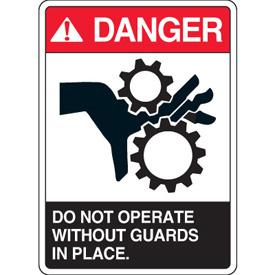 DANGER
DO NOT OPERATE
WITHOUT GUARDS
IN PLACE.